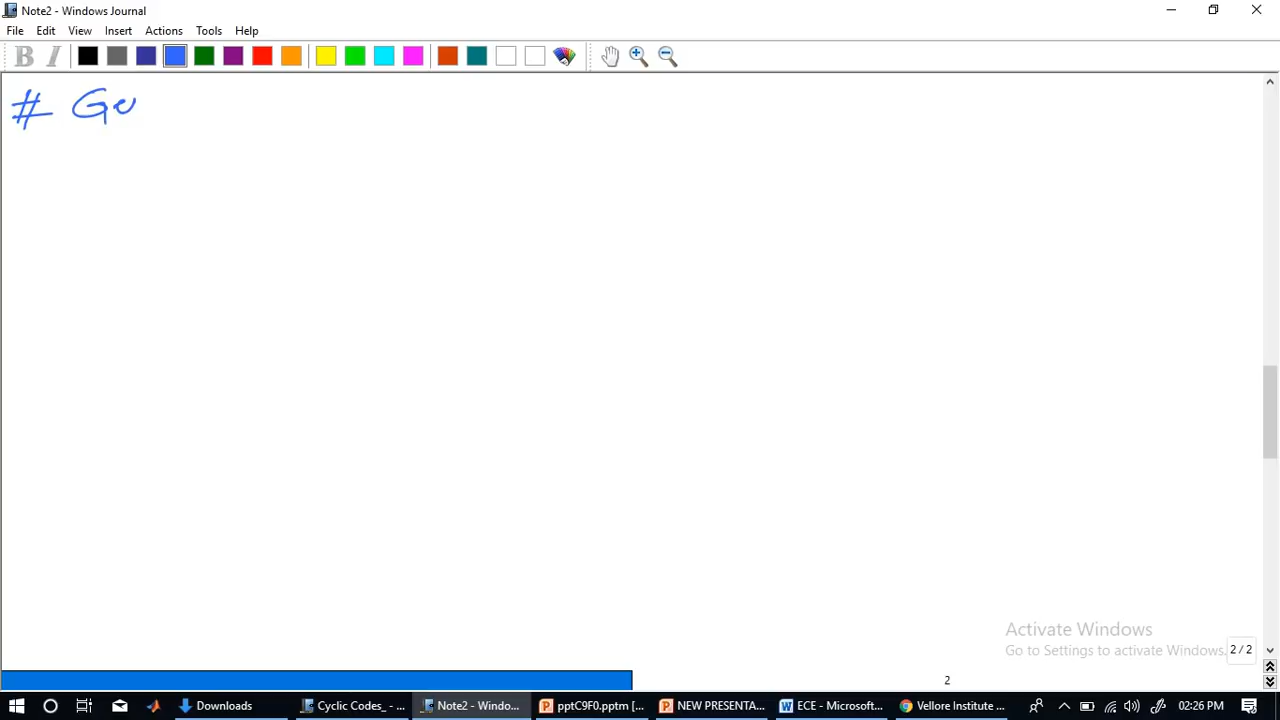 Note2 - Windows Journal
File Edit View Insert Actions Tools Help
B I
# Ge
Activate Windows
Go to Settings to activate Windows.
2 / 2
2
Downloads
Cyclic Codes_ - ...
Note2 - Windo...
pptC9F0.pptm [...
NEW PRESENTA...
ECE - Microsoft...
Vellore Institute ...
02:26 PM